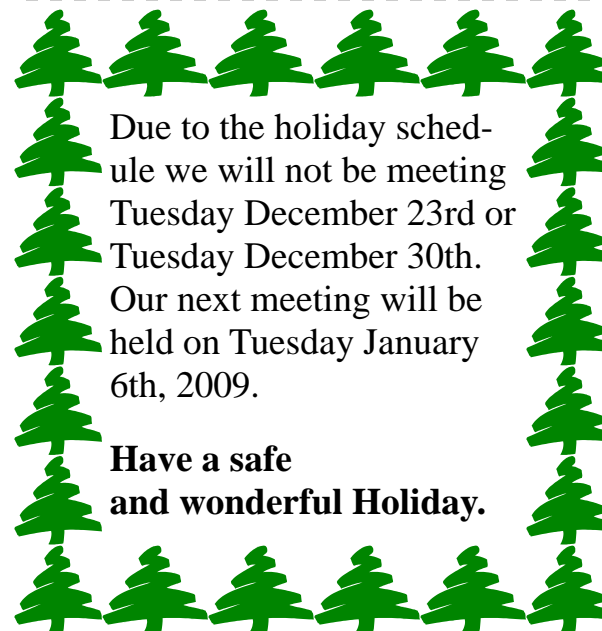 Due to the holiday sched-
ule we will not be meeting
Tuesday December 23rd or
Tuesday December 30th.
Our next meeting will be
held on Tuesday January
6th, 2009.
Have a safe
and wonderful Holiday.